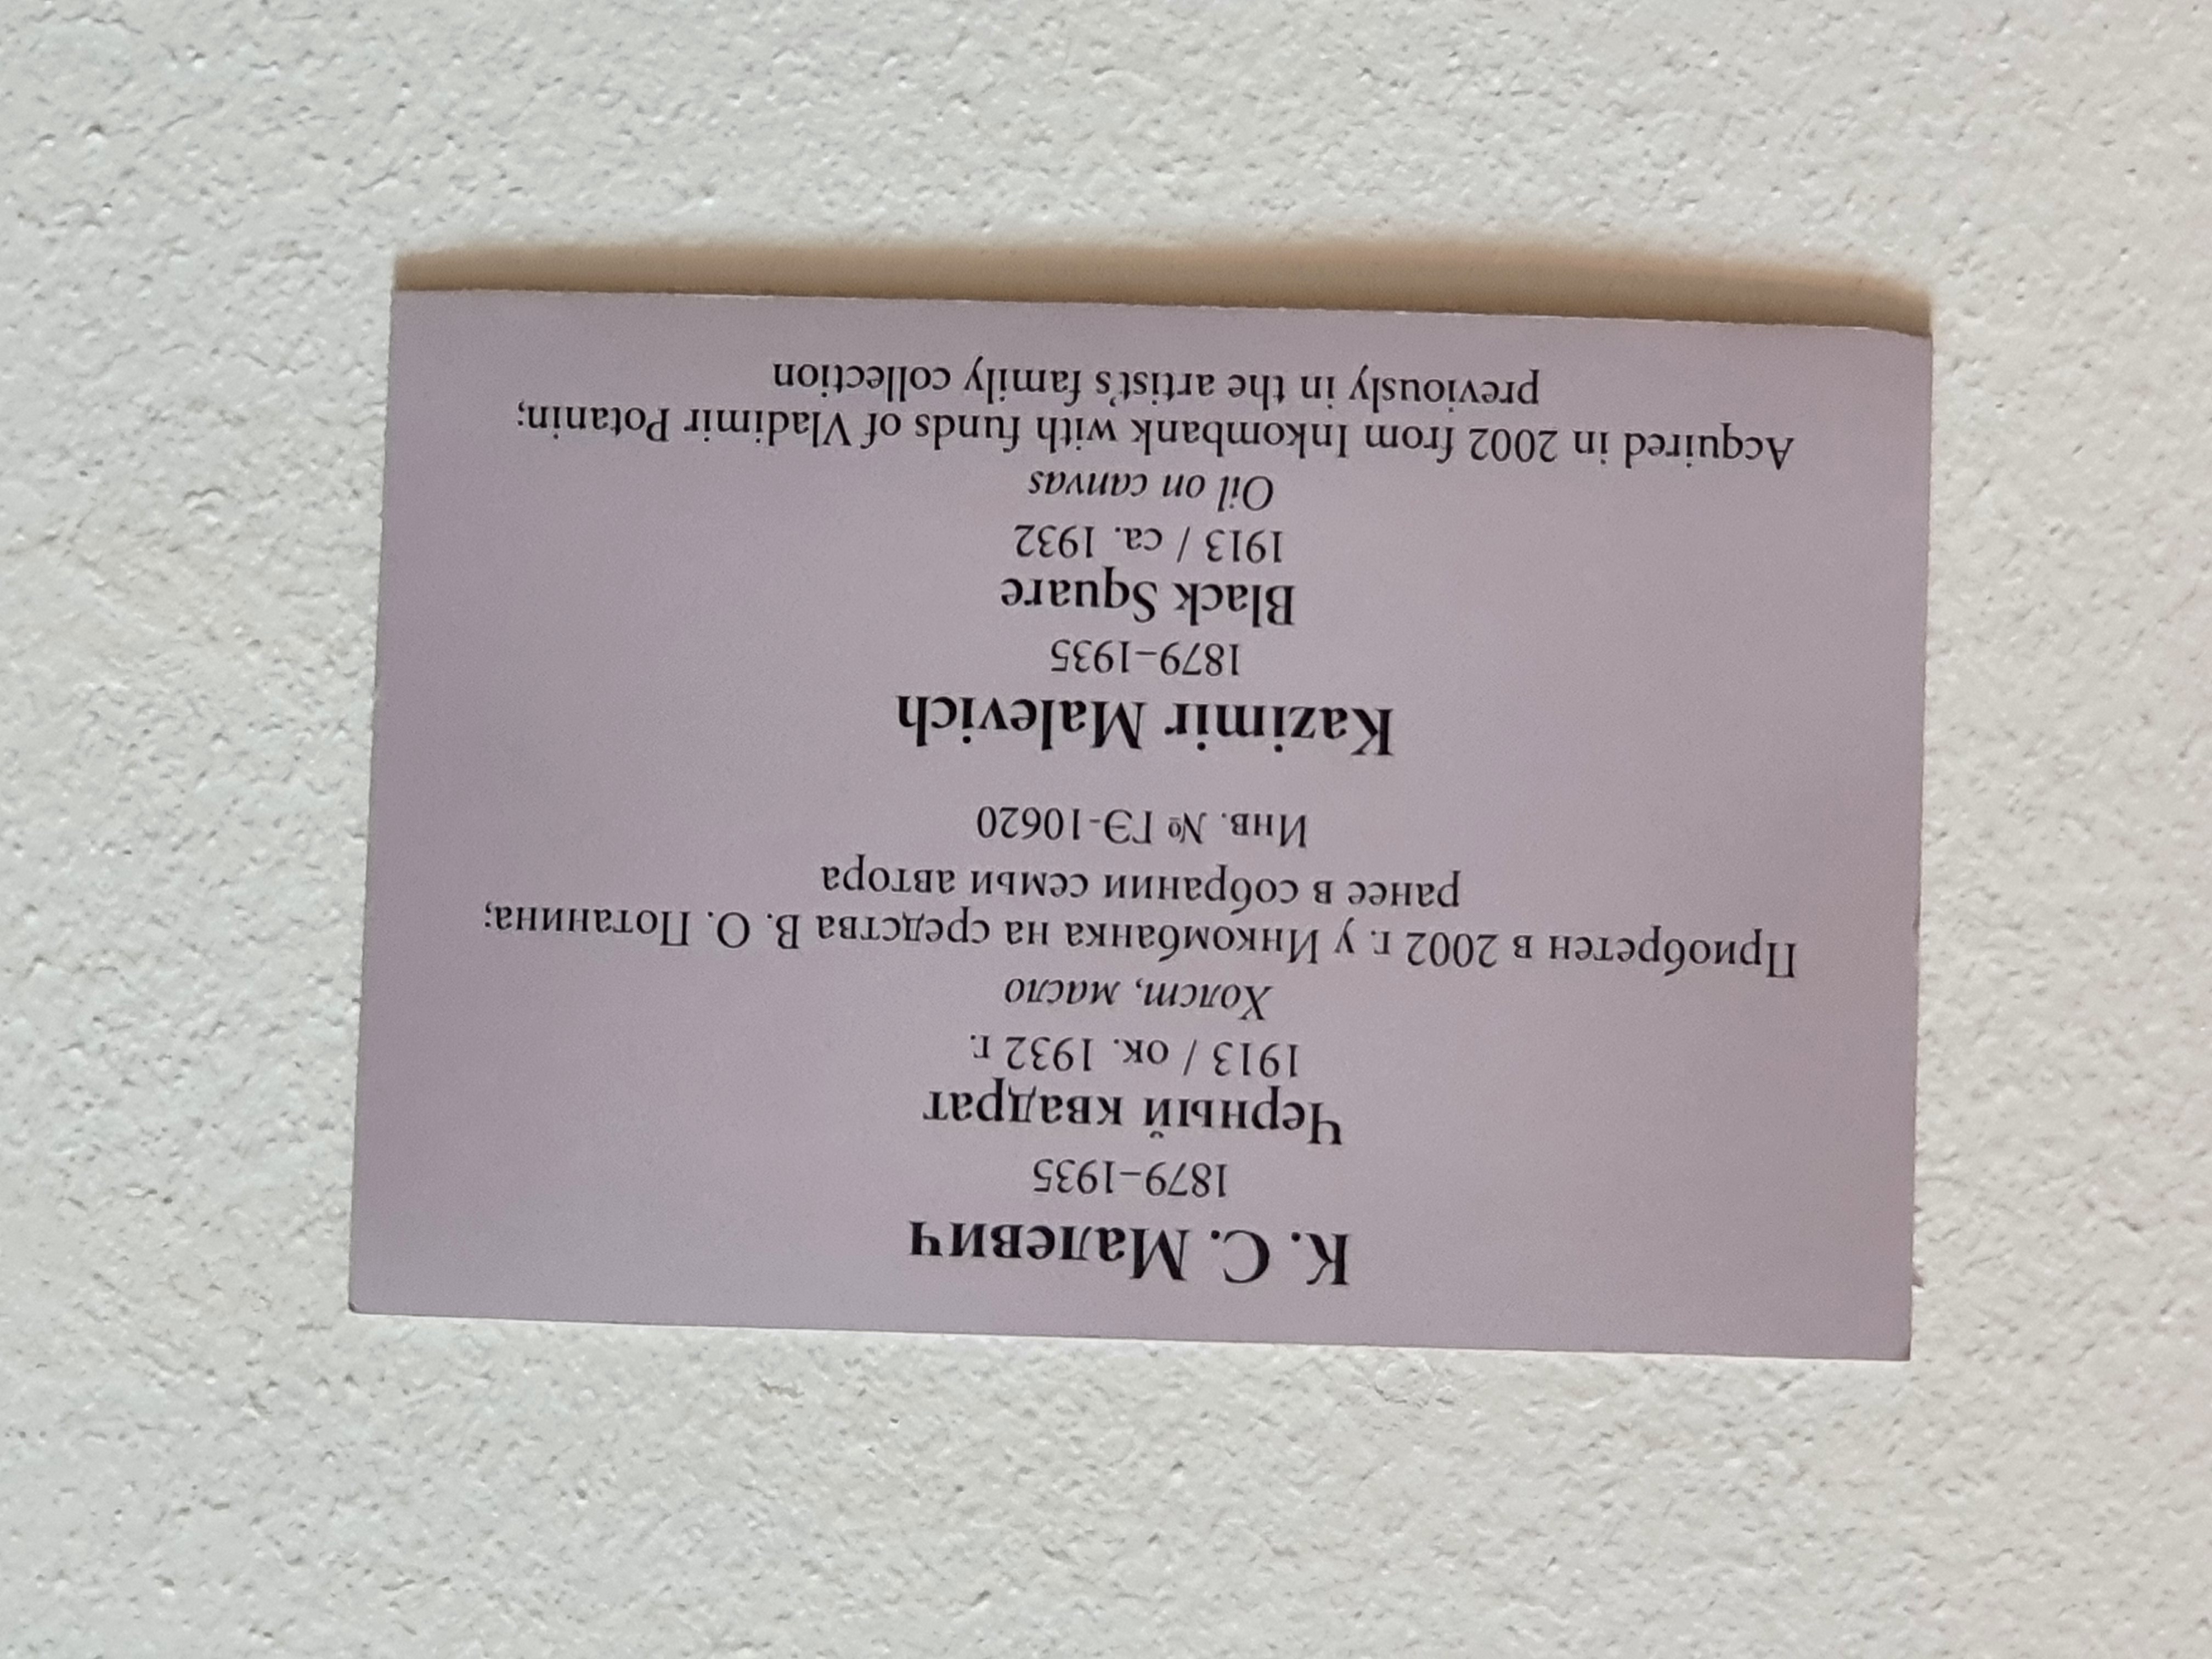 К. С. Малевич
1879–1935
Черный квадрат
1913 / ок. 1932 г.
Холст, масло
Приобретен в 2002 г. у Инкомбанка на средства В. О. Потанина;
ранее в собрании семьи автора
Инв. № ГЭ-10620
Kazimir Malevich
1879–1935
Black Square
1913 / ca. 1932
Oil on canvas
Acquired in 2002 from Inkombank with funds of Vladimir Potanin;
previously in the artist's family collection